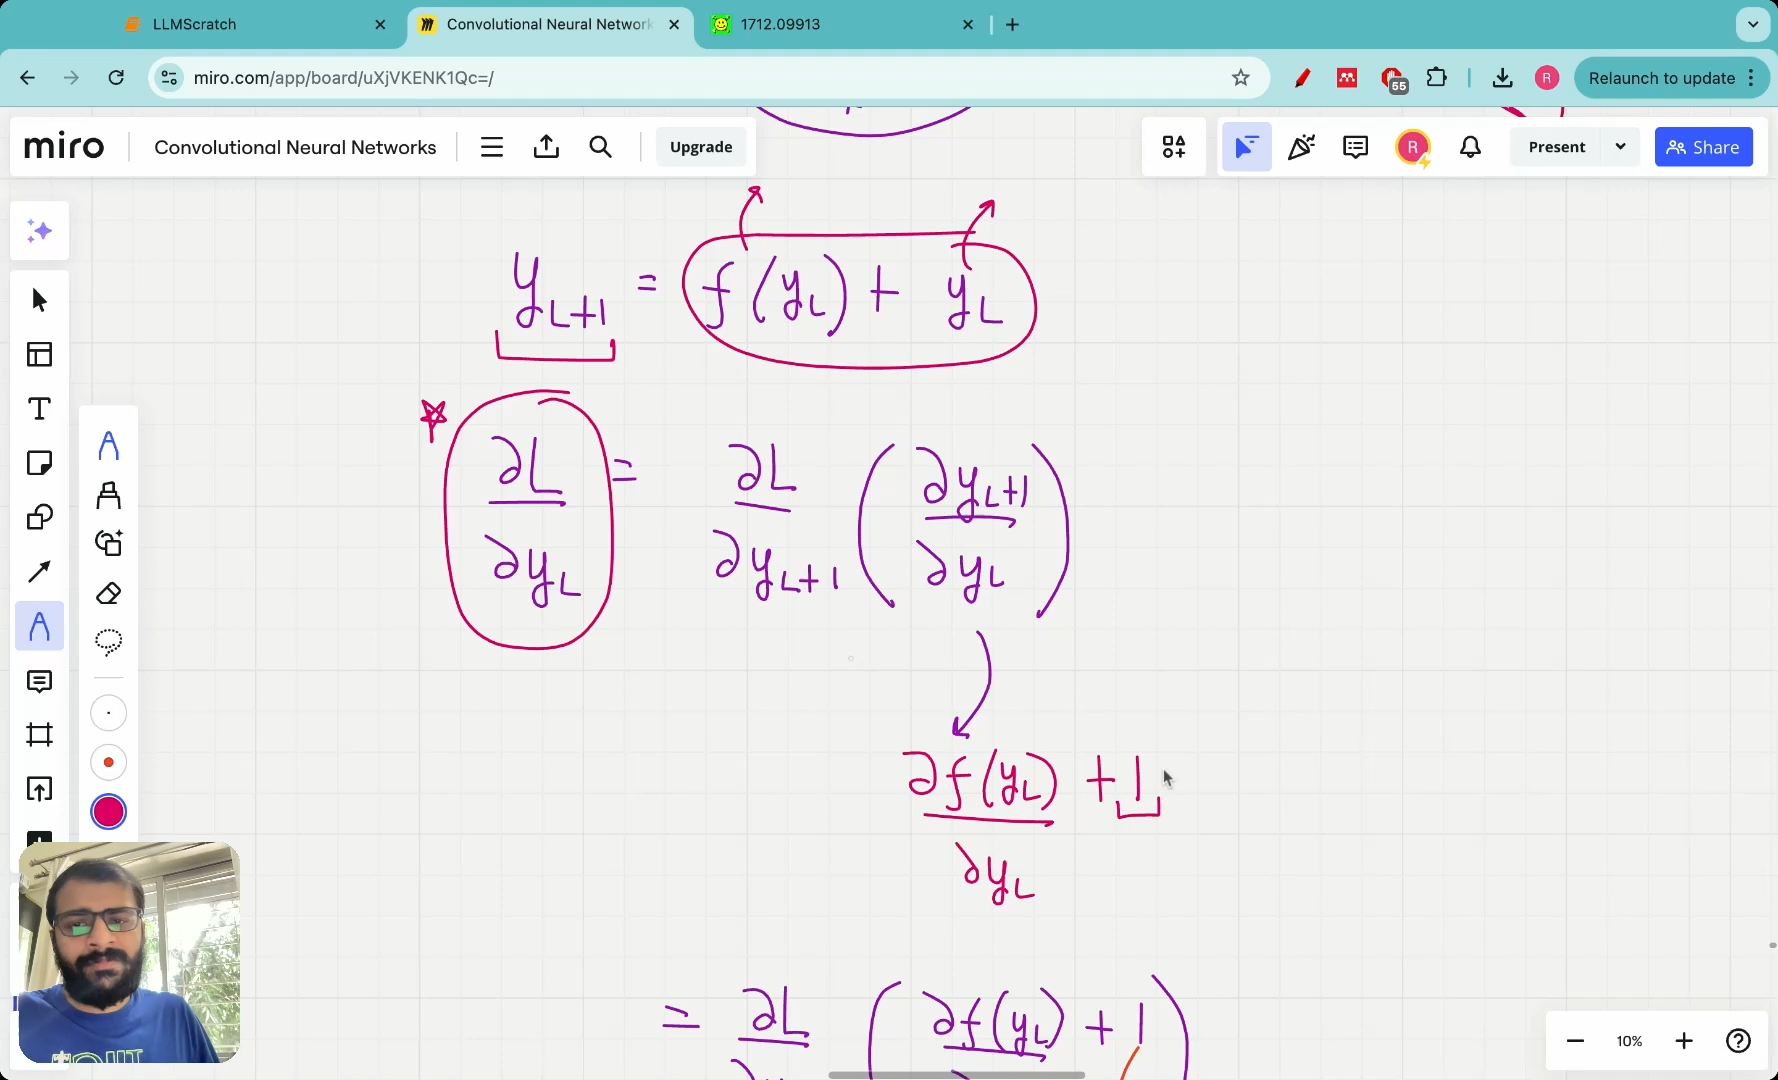 LLMScratch
Convolutional Neural Network
1712.09913
miro.com/app/board/uXjVKENK1Qc=/
55
R
Relaunch to update
miro
Convolutional Neural Networks
Upgrade
R
Present
Share
y_{L+1} = f(y_L) + y_L
∂L/∂y_L = ∂L/∂y_{L+1} (∂y_{L+1}/∂y_L)
∂f(y_L)/∂y_L + 1
= ∂L (∂f(y_L) + 1)
10%